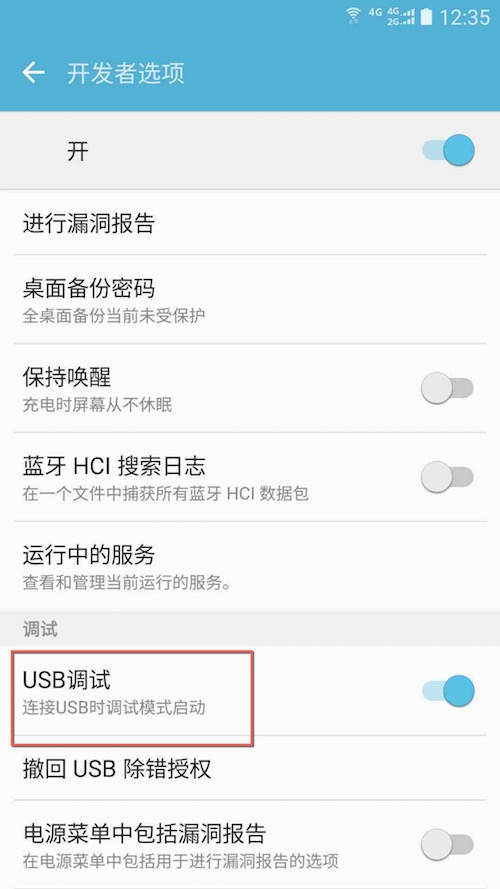 4G 4G 2G 12:35
开发者选项
开
进行漏洞报告
桌面备份密码
全桌面备份当前未受保护
保持唤醒
充电时屏幕从不休眠
蓝牙 HCI 搜索日志
在一个文件中捕获所有蓝牙 HCI 数据包
运行中的服务
查看和管理当前运行的服务。
调试
USB调试
连接USB时调试模式启动
撤回 USB 除错授权
电源菜单中包括漏洞报告
在电源菜单中包括用于进行漏洞报告的选项